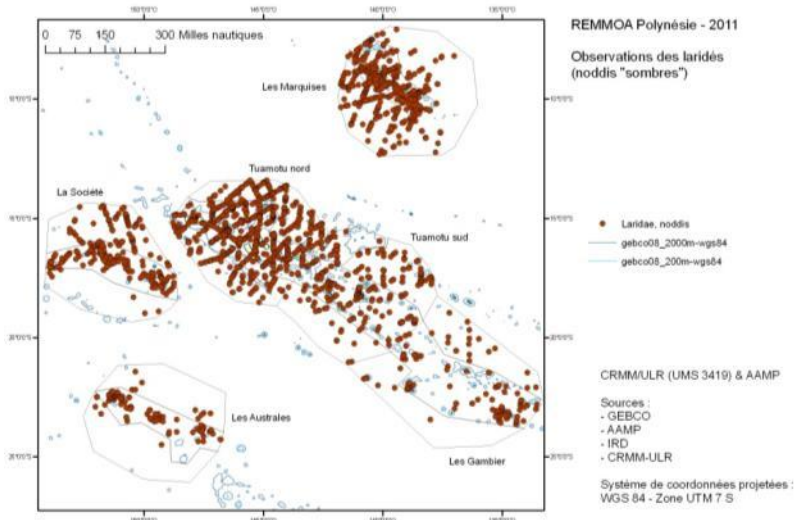 REMMOA Polynésie - 2011
Observations des laridés
(noddis "sombres")
0 75 150 300 Milles nautiques
Les Marquises
Tuamotu nord
La Société
Tuamotu sud
Laridae, noddis
gebco08_2000m-wgs84
gebco08_200m-wgs84
Les Australes
Les Gambier
CRMM/ULR (UMS 3419) & AAMP
Sources :
- GEBCO
- AAMP
- IRD
- CRMM-ULR
Système de coordonnées projetées :
WGS 84 - Zone UTM 7 S